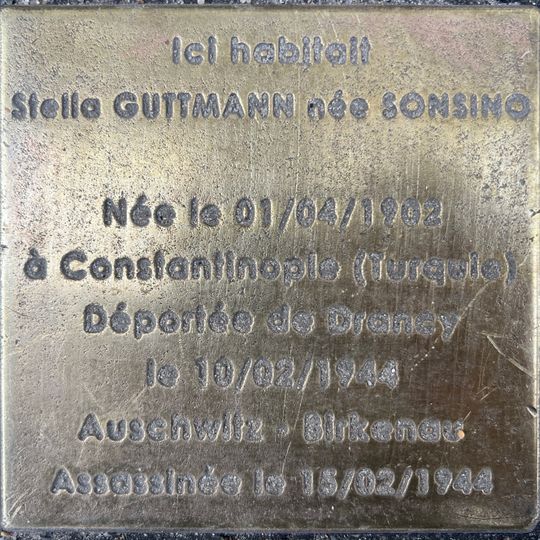 Ici habitait
Stella GUTTMANN née SONSINO
Née le 01/04/1902
à Constantinople (Turquie)
Déportée de Drancy
le 10/02/1944
Auschwitz - Birkenau
Assassinée le 15/02/1944